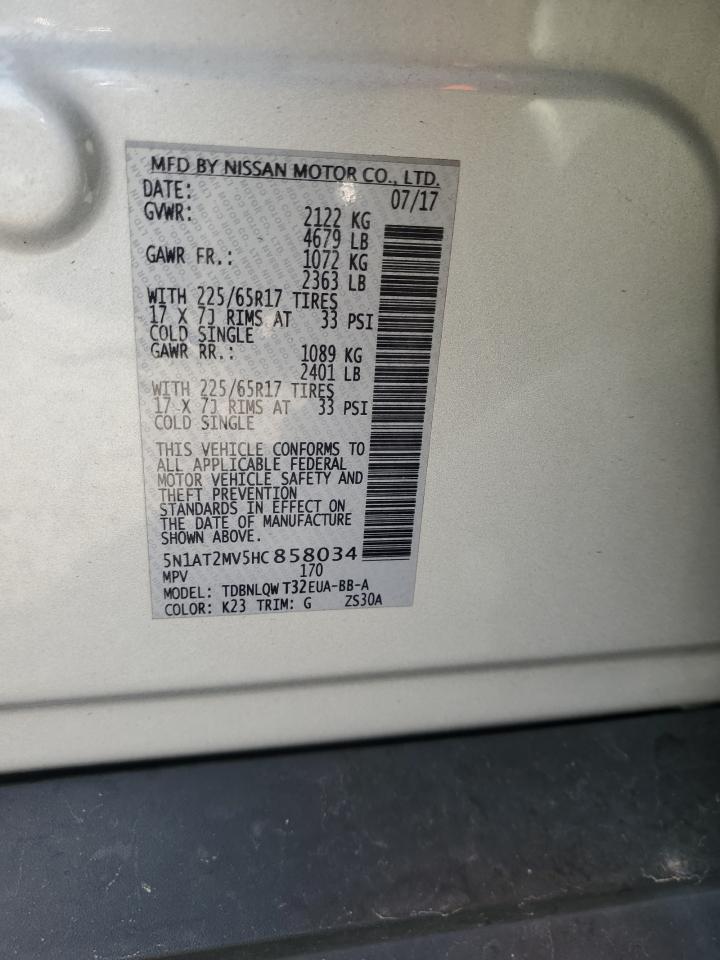 MFD BY NISSAN MOTOR CO., LTD.
DATE: 07/17
GVWR: 2122 KG
4679 LB
GAWR FR.: 1072 KG
2363 LB
WITH 225/65R17 TIRES
17 X 7J RIMS AT 33 PSI
COLD SINGLE
GAWR RR.: 1089 KG
2401 LB
WITH 225/65R17 TIRES
17 X 7J RIMS AT 33 PSI
COLD SINGLE
THIS VEHICLE CONFORMS TO
ALL APPLICABLE FEDERAL
MOTOR VEHICLE SAFETY AND
THEFT PREVENTION
STANDARDS IN EFFECT ON
THE DATE OF MANUFACTURE
SHOWN ABOVE.
5N1AT2MV5HC858034
MPV 170
MODEL: TDBNLQW T32EUA-BB-A
COLOR: K23 TRIM: G ZS30A